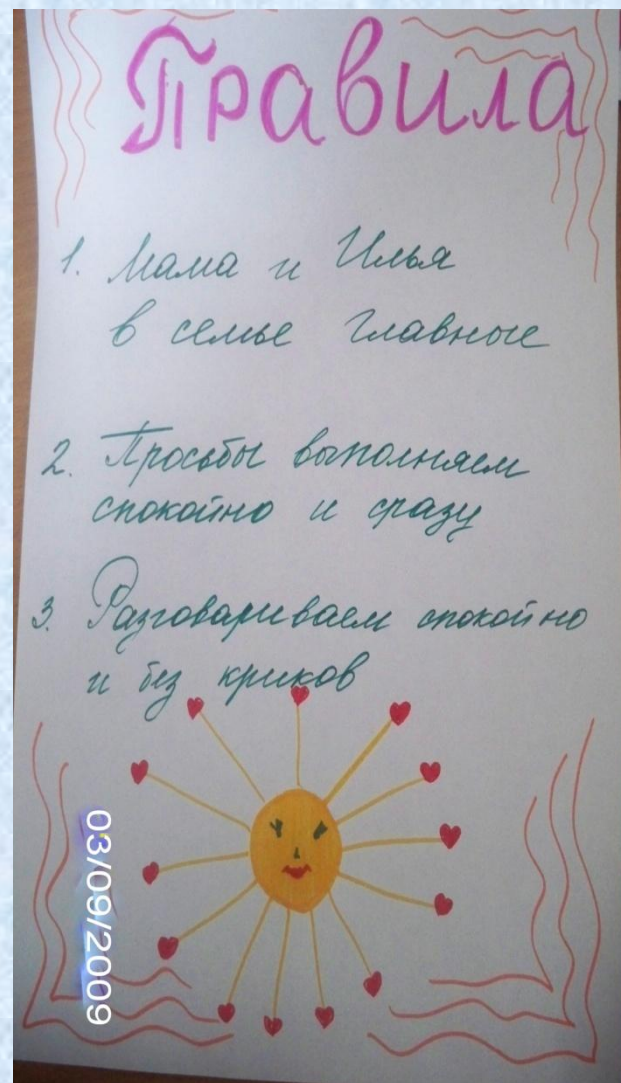 Правила
1. Мама и Илья
в семье главные
2. Просьбы выполняем
спокойно и сразу
3. Разговариваем спокойно
и без криков
03/09/2009